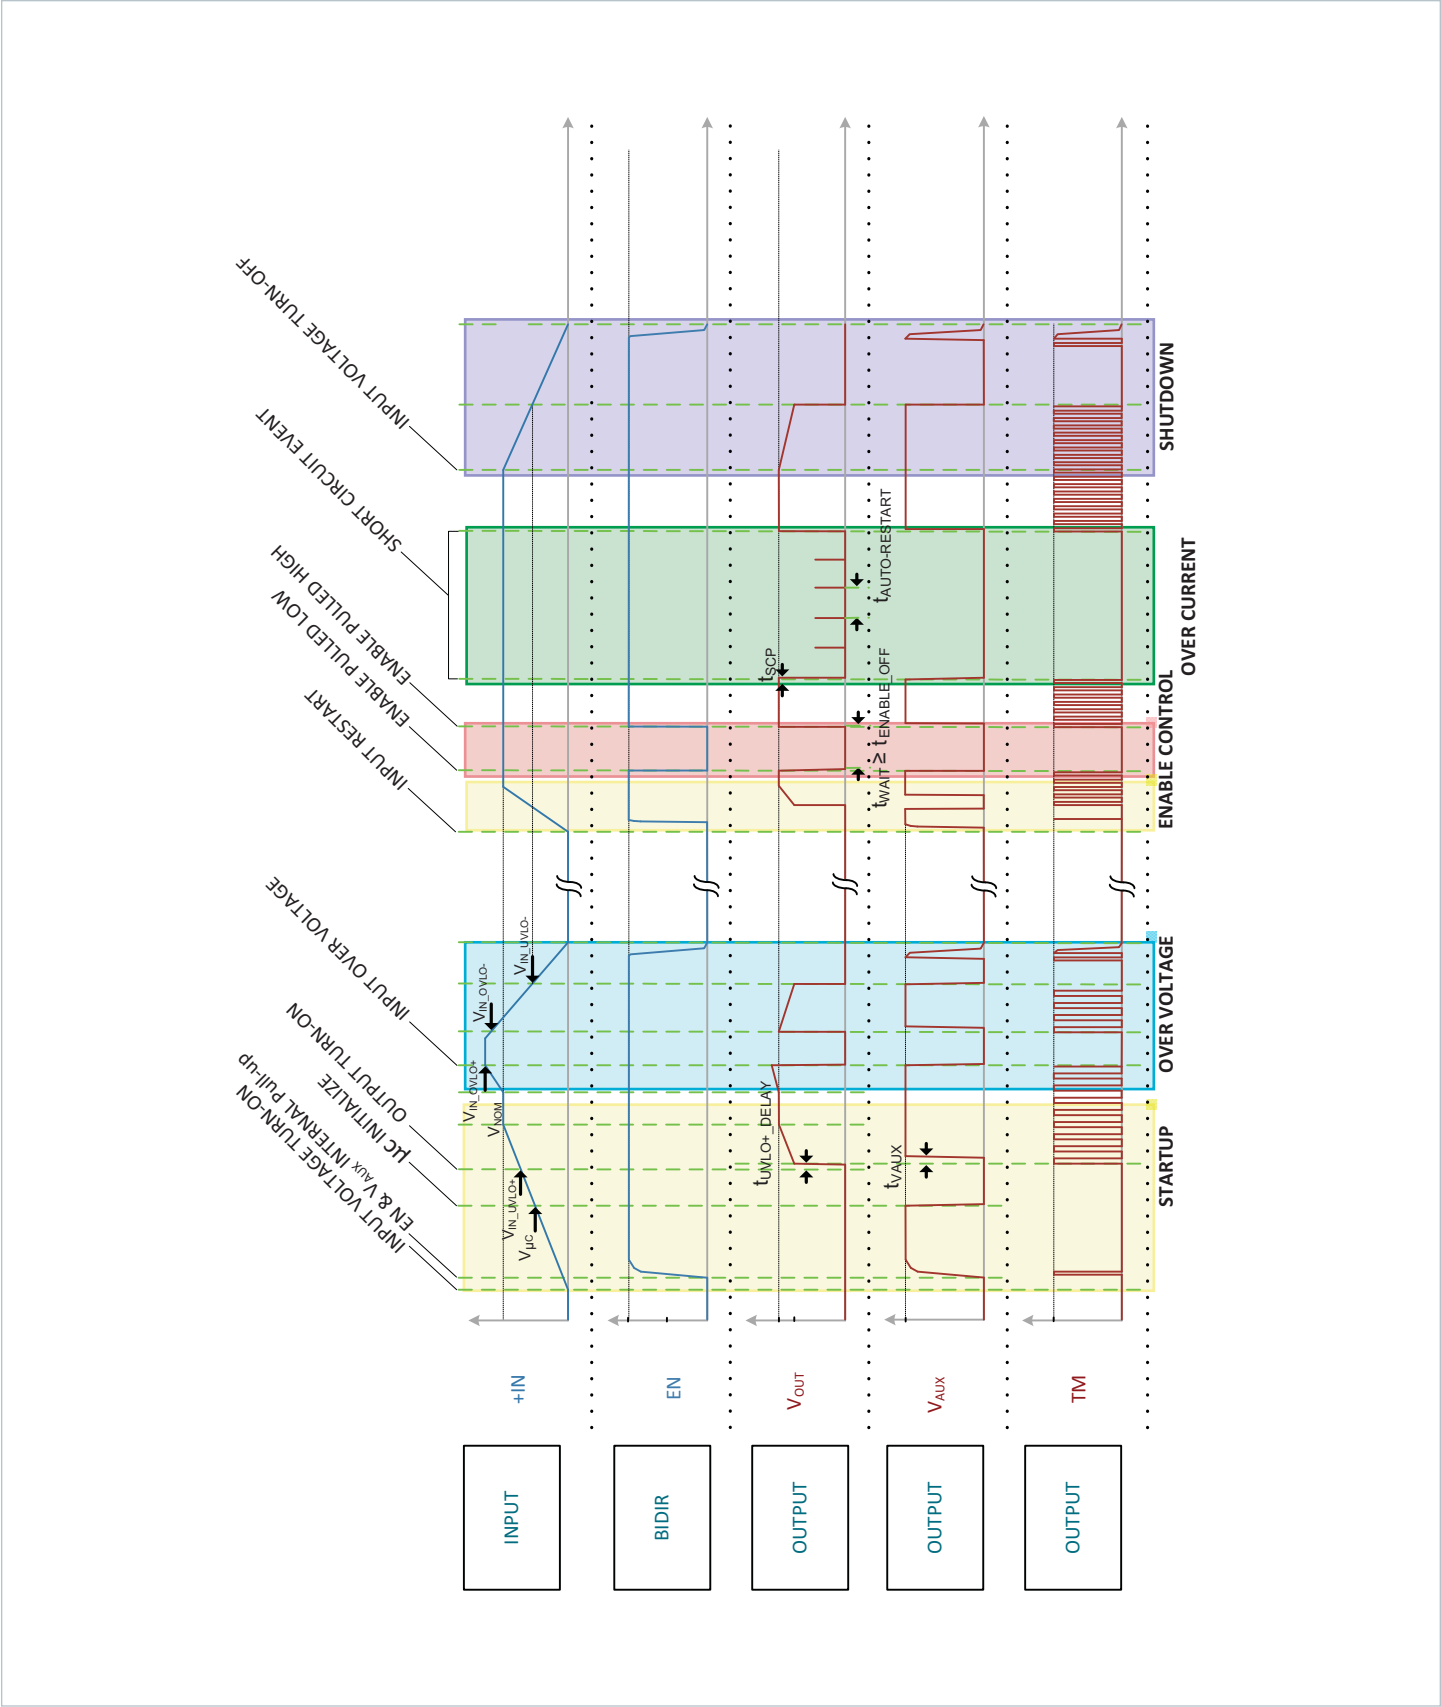 INPUT VOLTAGE TURN-ON
EN & VAUX INTERNAL Pull-up
µC INITIALIZE
OUTPUT TURN-ON
INPUT OVER VOLTAGE
INPUT RESTART
ENABLE PULLED LOW
ENABLE PULLED HIGH
SHORT CIRCUIT EVENT
INPUT VOLTAGE TURN-OFF
INPUT
+IN
VµC
VIN_UVLO+
VNOM
VIN_OVLO+
VIN_OVLO-
VIN_UVLO-
BIDIR
EN
OUTPUT
VOUT
tUVLO+_DELAY
tSCP
tWAIT ≥ tENABLE_OFF
tAUTO-RESTART
OUTPUT
VAUX
tVAUX
OUTPUT
TM
STARTUP
OVER VOLTAGE
ENABLE CONTROL
OVER CURRENT
SHUTDOWN